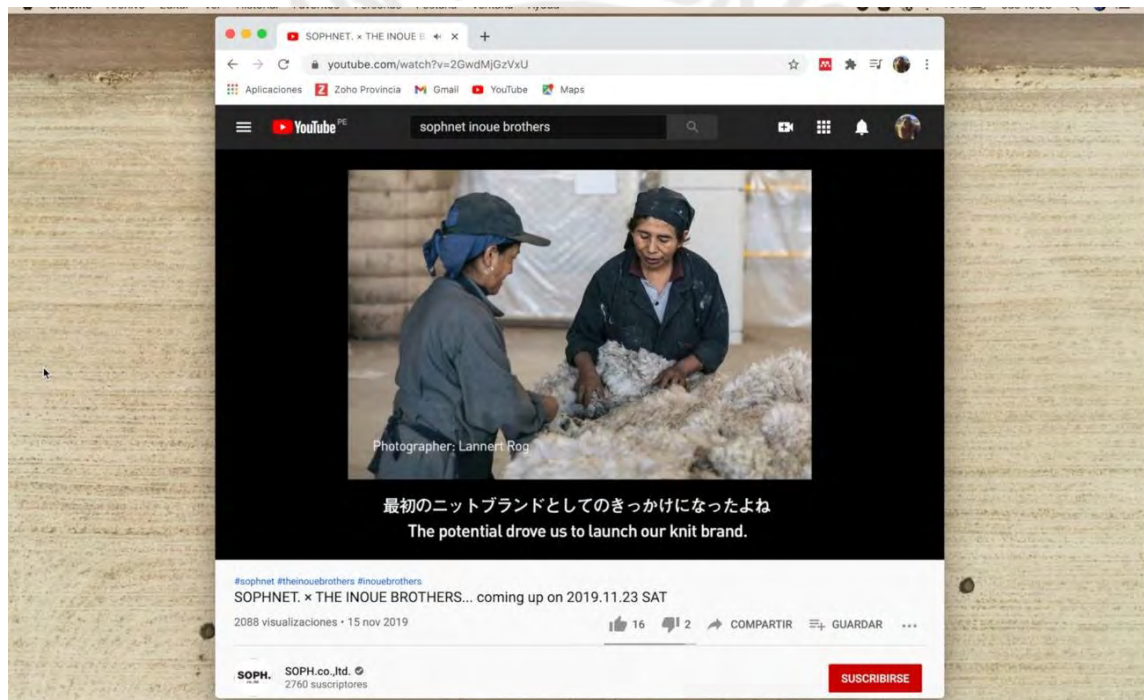 SOPHNET. × THE INOUE B
youtube.com/watch?v=2GwdMjGzVxU
Aplicaciones Zoho Provincia Gmail YouTube Maps
YouTube PE
sophnet inoue brothers
Photographer: Lannert Rog
最初のニットブランドとしてのきっかけになったよね
The potential drove us to launch our knit brand.
#sophnet #theinouebrothers #inouebrothers
SOPHNET. × THE INOUE BROTHERS... coming up on 2019.11.23 SAT
2088 visualizaciones • 15 nov 2019 16 2 COMPARTIR GUARDAR
SOPH. SOPH.co.,ltd.
2760 suscriptores
SUSCRIBIRSE